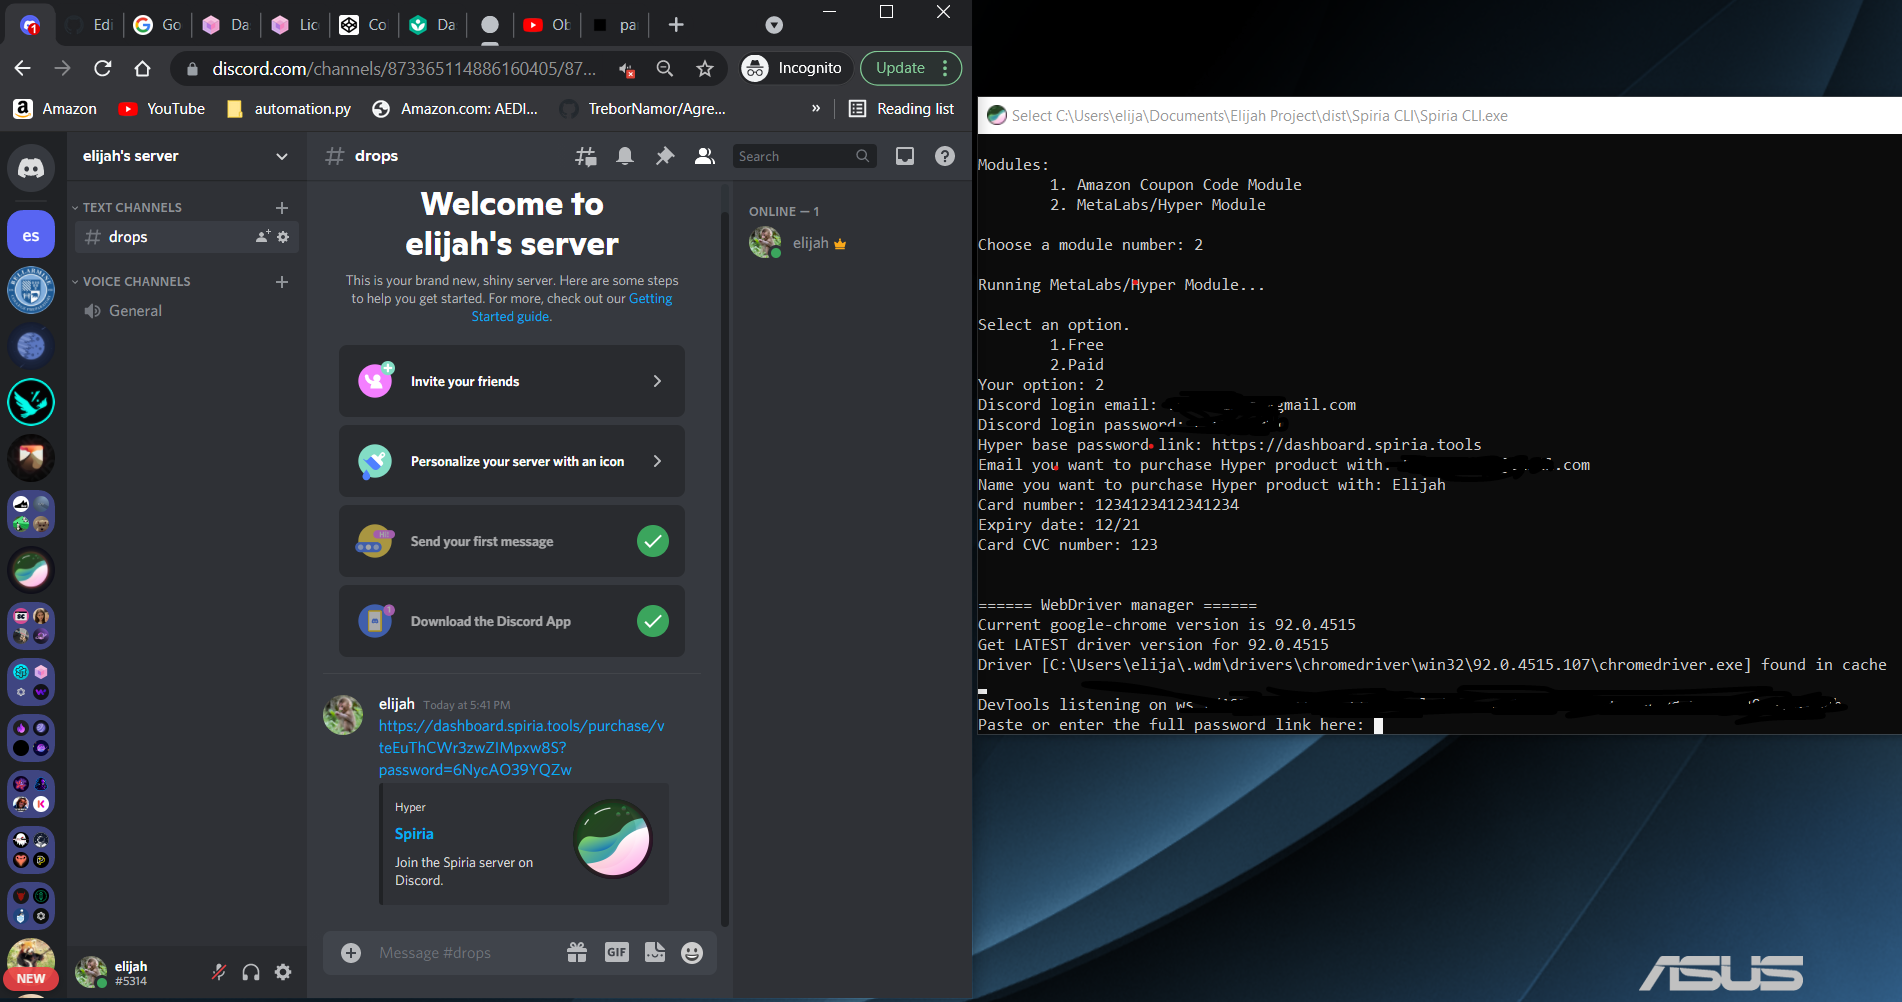 1
Edi
Go
Da
Lic
Co
Da
Ob
pa
discord.com/channels/873365114886160405/87...
Incognito
Update
Amazon
YouTube
automation.py
Amazon.com: AEDI...
TreborNamor/Agre...
»
Reading list
elijah's server
drops
Search
TEXT CHANNELS
drops
VOICE CHANNELS
General
es
NEW
Welcome to
elijah's server
This is your brand new, shiny server. Here are some steps
to help you get started. For more, check out our Getting
Started guide.
Invite your friends
Personalize your server with an icon
Send your first message
Download the Discord App
elijah Today at 5:41 PM
https://dashboard.spiria.tools/purchase/v
teEuThCWr3zwZIMpxw8S?
password=6NycAO39YQZw
Hyper
Spiria
Join the Spiria server on
Discord.
Message #drops
GIF
ONLINE — 1
elijah
elijah
#5314
Select C:\Users\elija\Documents\Elijah Project\dist\Spiria CLI\Spiria CLI.exe
Modules:
1. Amazon Coupon Code Module
2. MetaLabs/Hyper Module
Choose a module number: 2
Running MetaLabs/Hyper Module...
Select an option.
1.Free
2.Paid
Your option: 2
Discord login email: gmail.com
Discord login password:
Hyper base password link: https://dashboard.spiria.tools
Email you want to purchase Hyper product with: .com
Name you want to purchase Hyper product with: Elijah
Card number: 1234123412341234
Expiry date: 12/21
Card CVC number: 123
====== WebDriver manager ======
Current google-chrome version is 92.0.4515
Get LATEST driver version for 92.0.4515
Driver [C:\Users\elija\.wdm\drivers\chromedriver\win32\92.0.4515.107\chromedriver.exe] found in cache
DevTools listening on ws
Paste or enter the full password link here:
ASUS